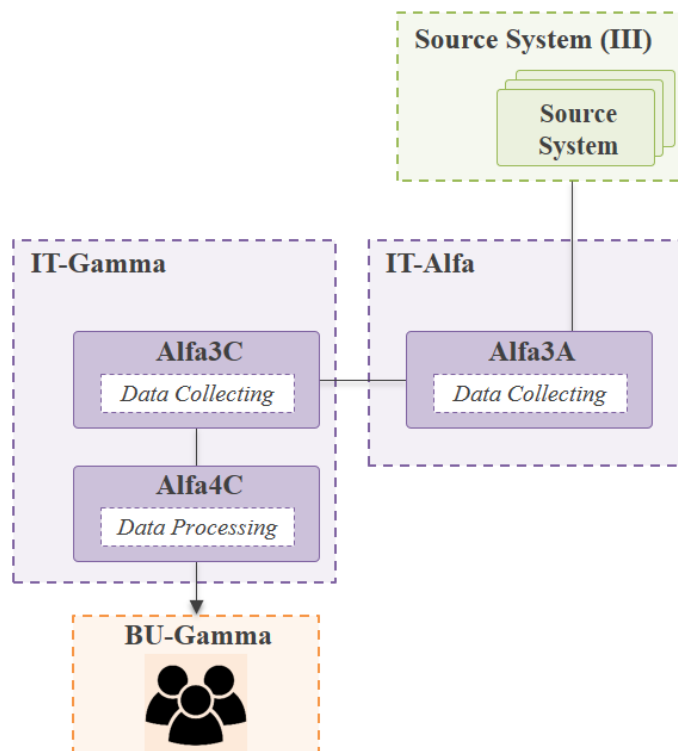 Source System (III)
Source
System
IT-Gamma
IT-Alfa
Alfa3C
Data Collecting
Alfa3A
Data Collecting
Alfa4C
Data Processing
BU-Gamma